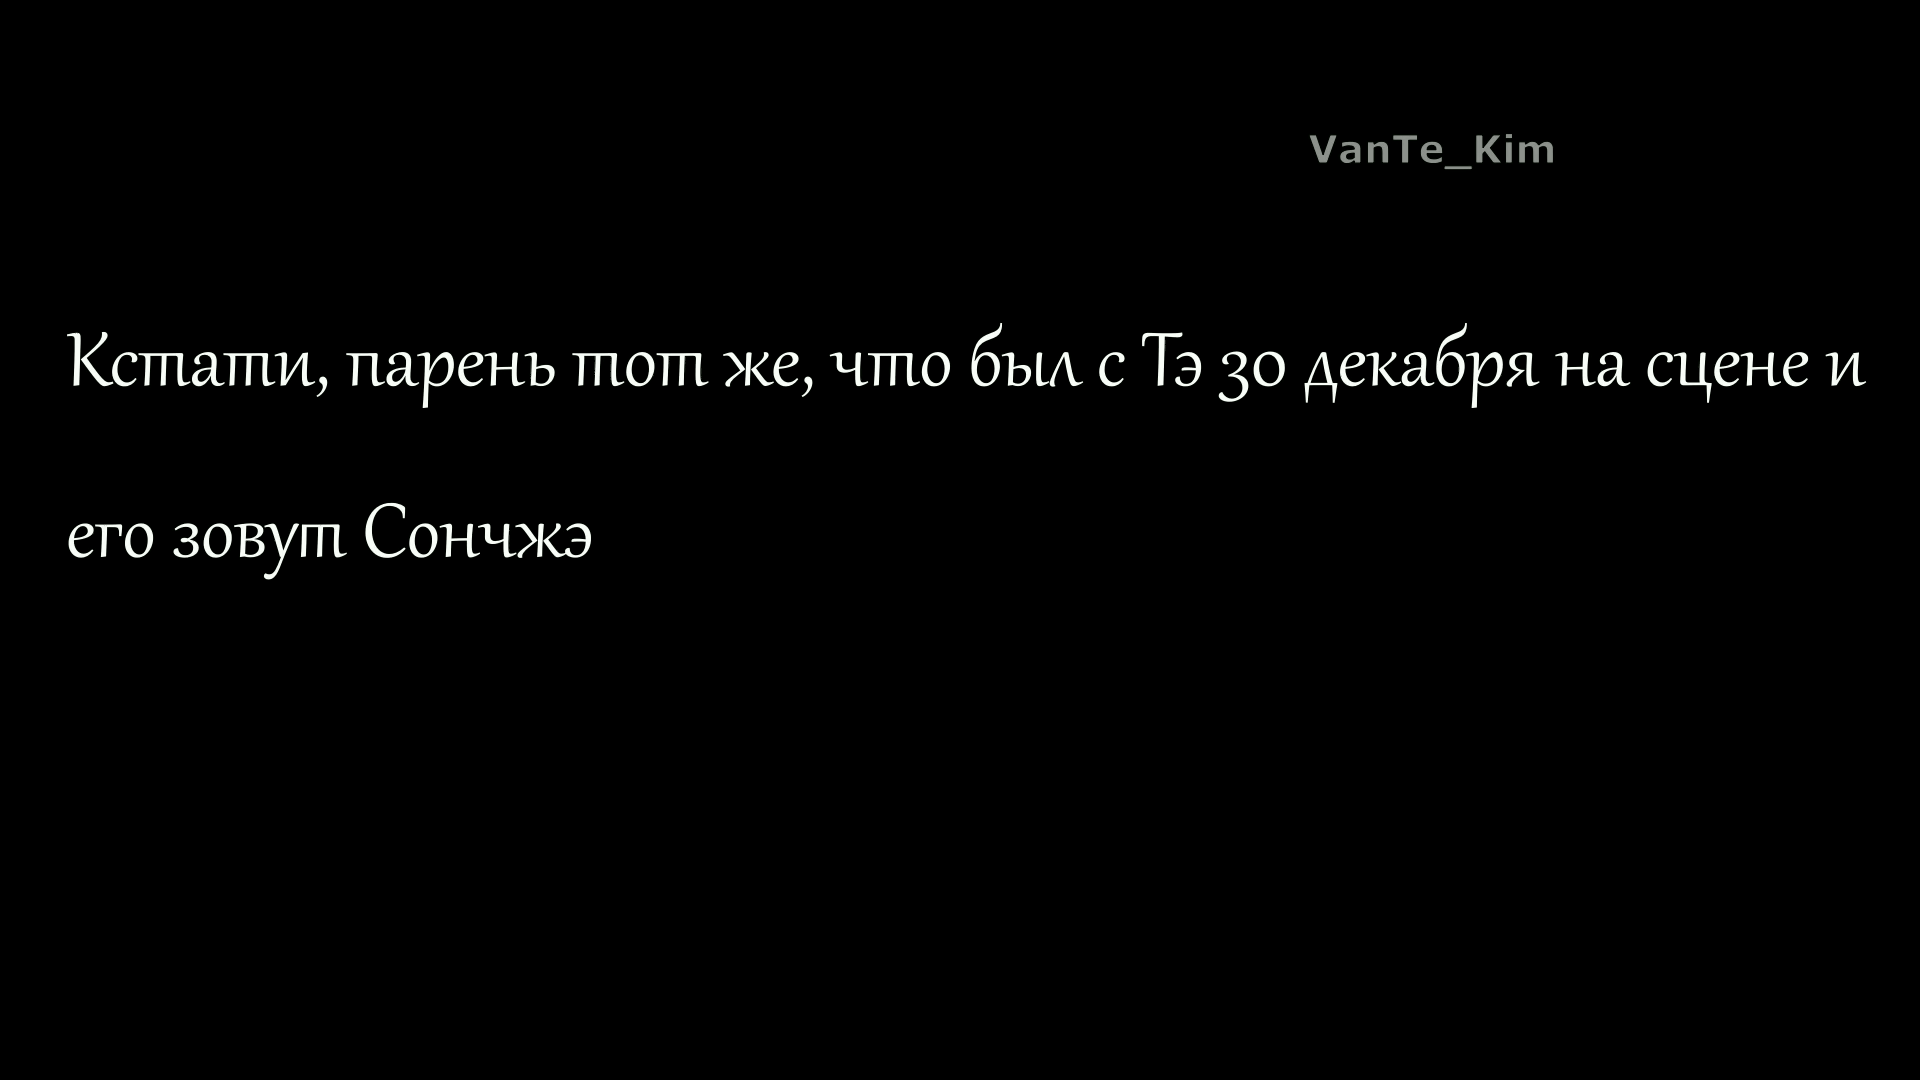 VanTe_Kim
Кстати, парень тот же, что был с Тэ 30 декабря на сцене и
его зовут Сончжэ